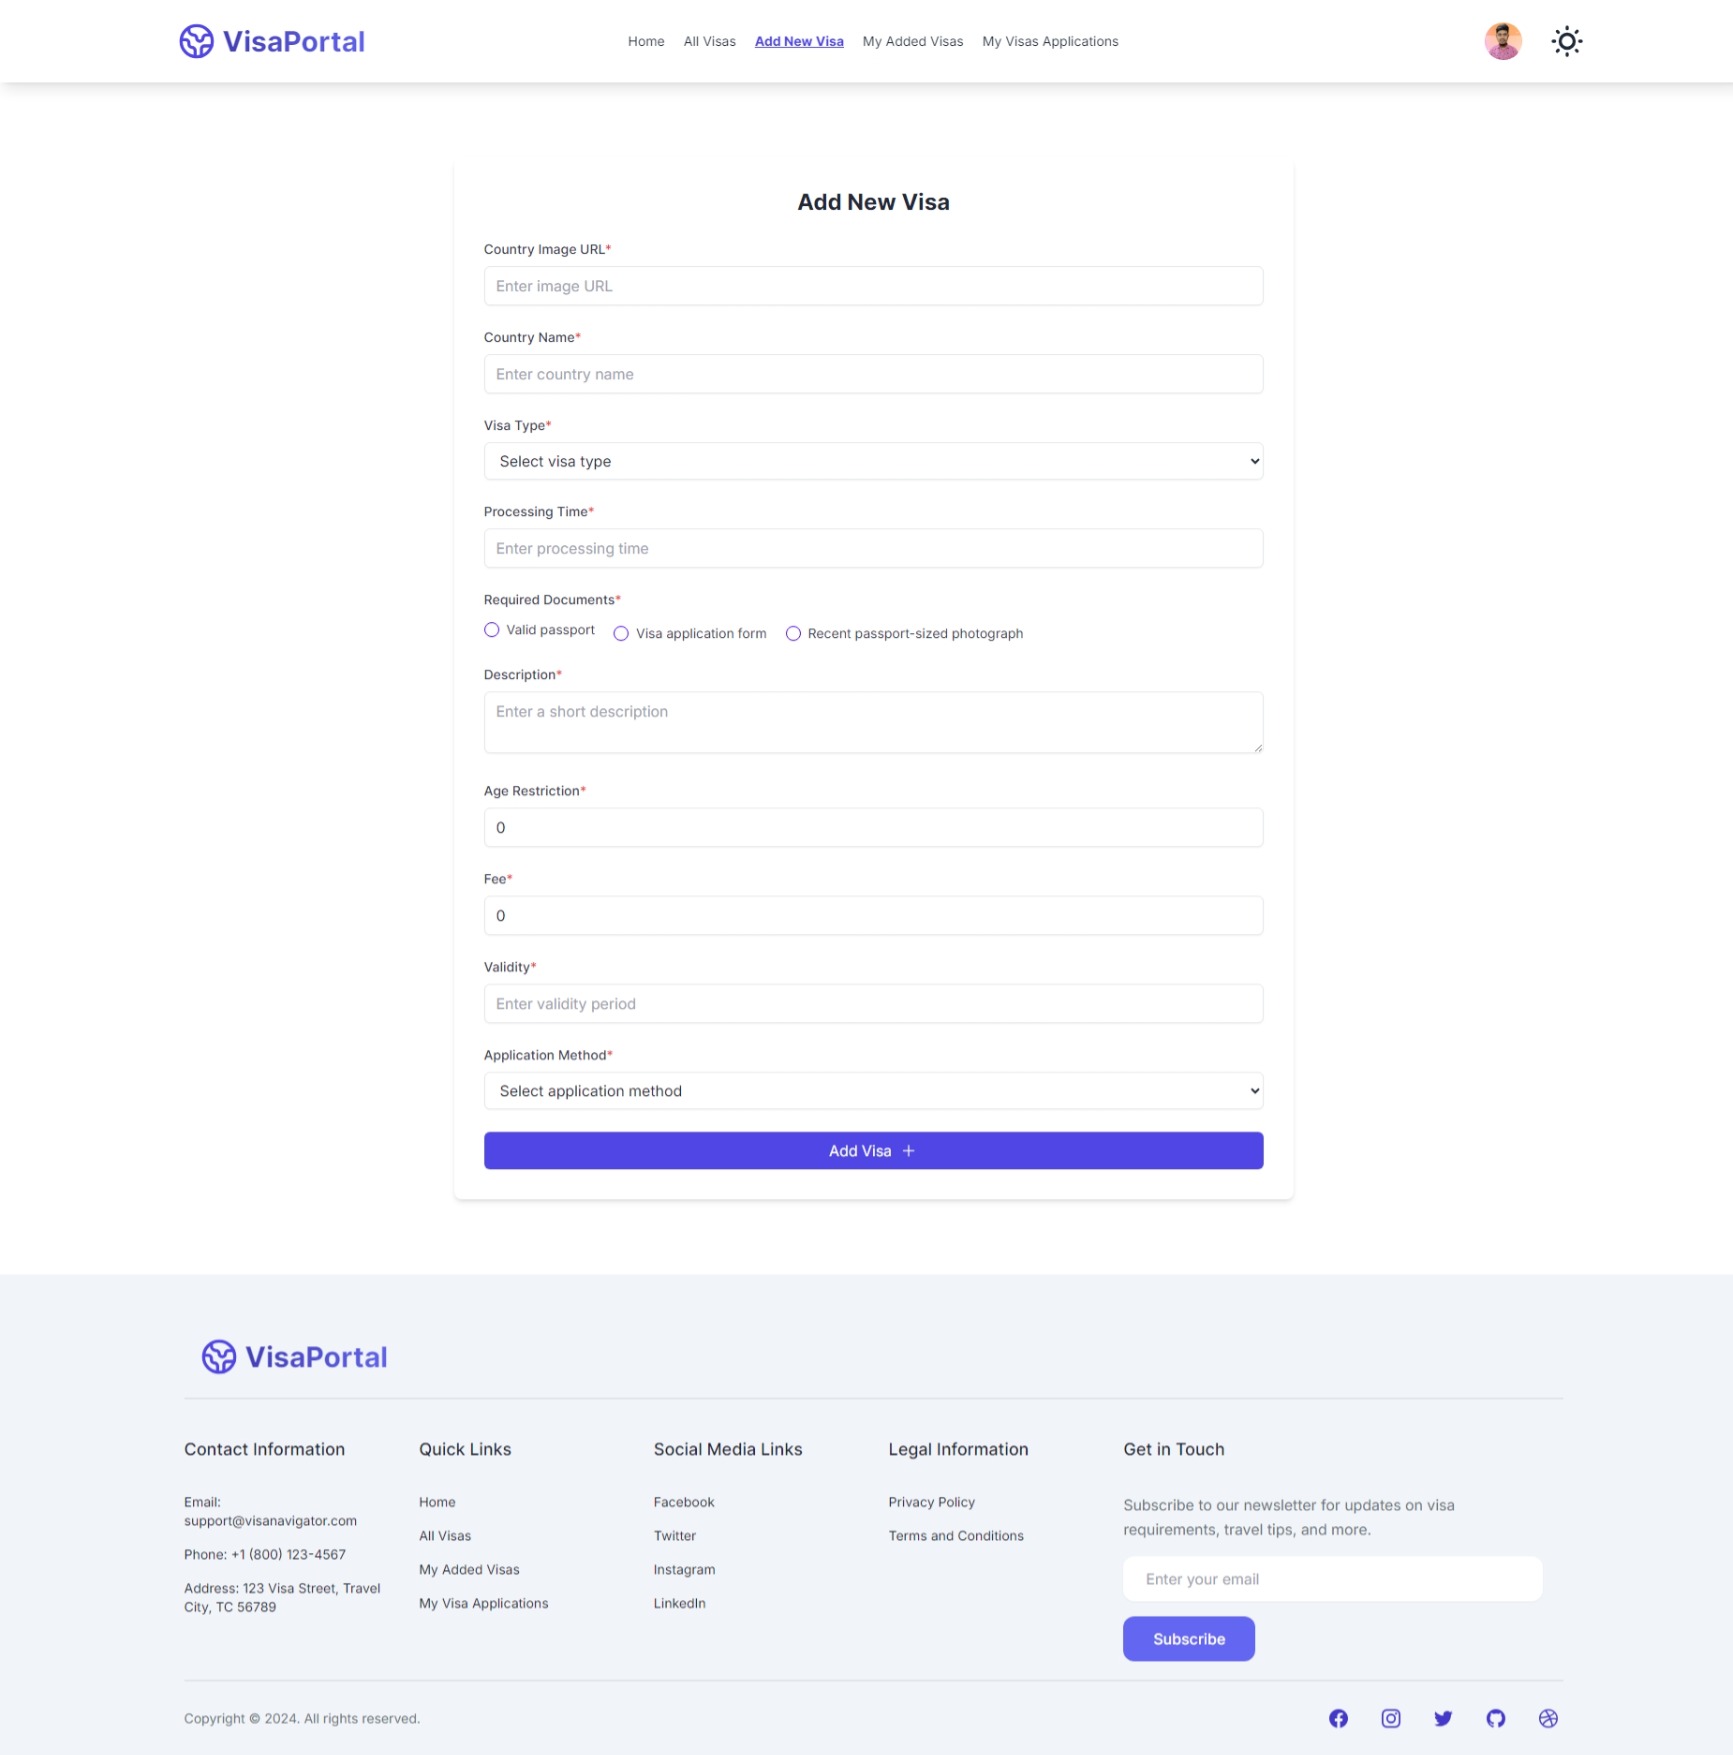 VisaPortal
Home All Visas Add New Visa My Added Visas My Visas Applications
Add New Visa
Country Image URL*
Enter image URL
Country Name*
Enter country name
Visa Type*
Select visa type
Processing Time*
Enter processing time
Required Documents*
Valid passport Visa application form Recent passport-sized photograph
Description*
Enter a short description
Age Restriction*
0
Fee*
0
Validity*
Enter validity period
Application Method*
Select application method
Add Visa +
VisaPortal
Contact Information
Email:
support@visanavigator.com
Phone: +1 (800) 123-4567
Address: 123 Visa Street, Travel
City, TC 56789
Quick Links
Home
All Visas
My Added Visas
My Visa Applications
Social Media Links
Facebook
Twitter
Instagram
LinkedIn
Legal Information
Privacy Policy
Terms and Conditions
Get in Touch
Subscribe to our newsletter for updates on visa
requirements, travel tips, and more.
Enter your email
Subscribe
Copyright © 2024. All rights reserved.